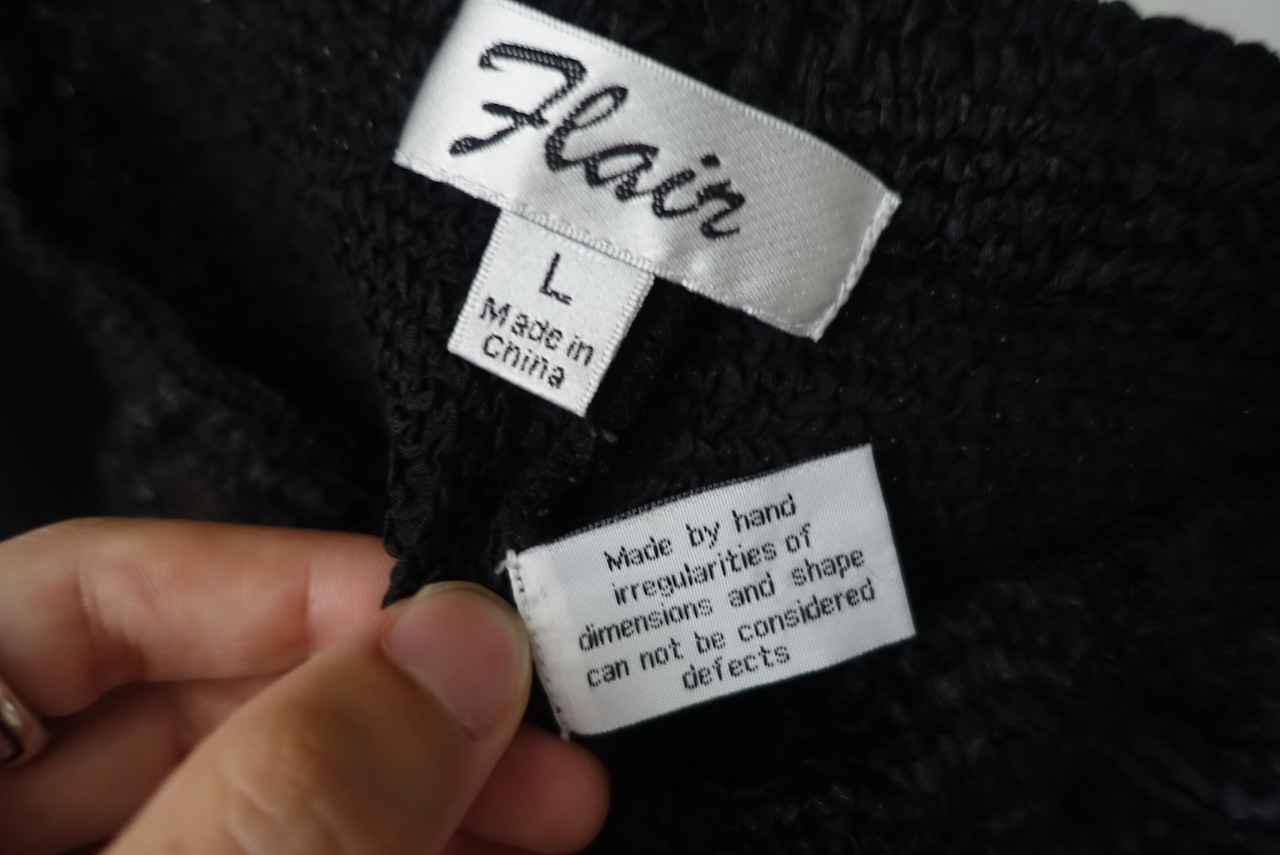 Flair
L
Made in
China
Made by hand
irregularities of
dimensions and shape
can not be considered
defects